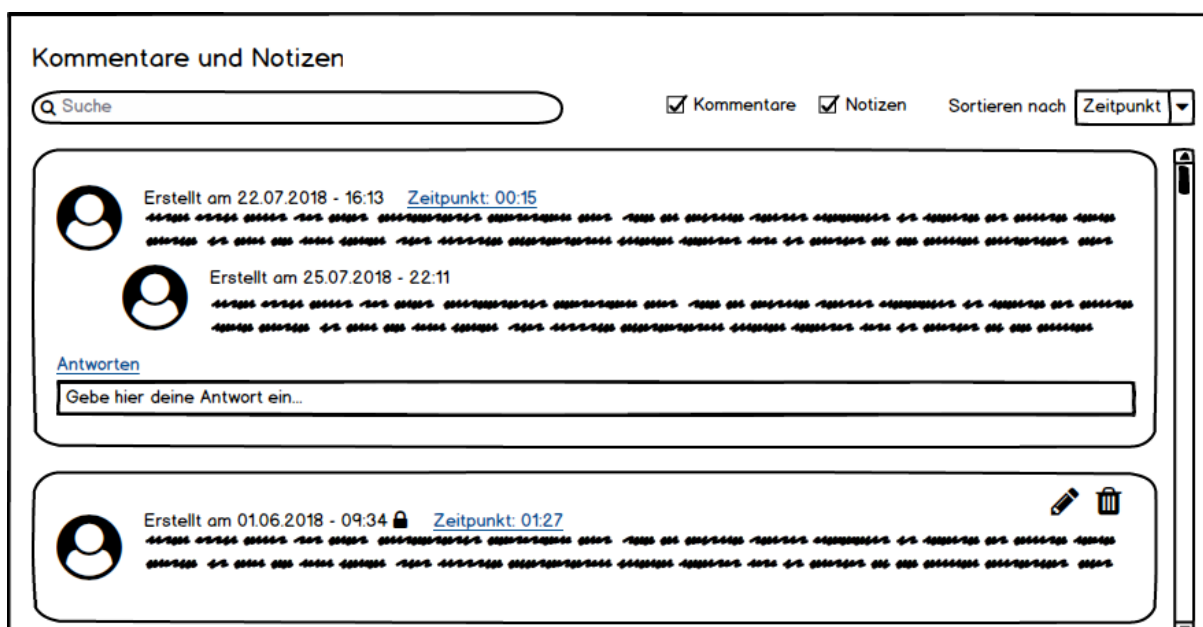 Kommentare und Notizen
Suche
Kommentare
Notizen
Sortieren nach
Zeitpunkt
Erstellt am 22.07.2018 - 16:13 Zeitpunkt: 00:15
Erstellt am 25.07.2018 - 22:11
Antworten
Gebe hier deine Antwort ein...
Erstellt am 01.06.2018 - 09:34 Zeitpunkt: 01:27